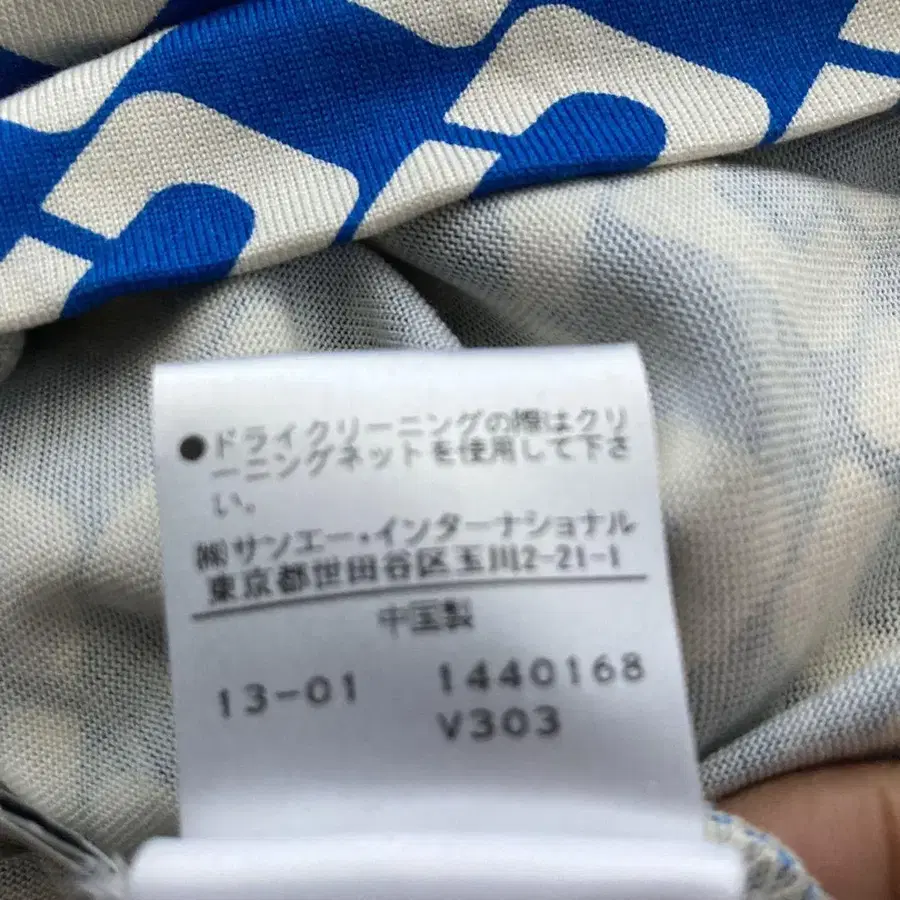 ●ドライクリーニングの際はクリ
ーニングネットを使用して下さ
い。
㈱サンエー・インターナショナル
東京都世田谷区玉川2-21-1
中国製
13-01 1440168
V303